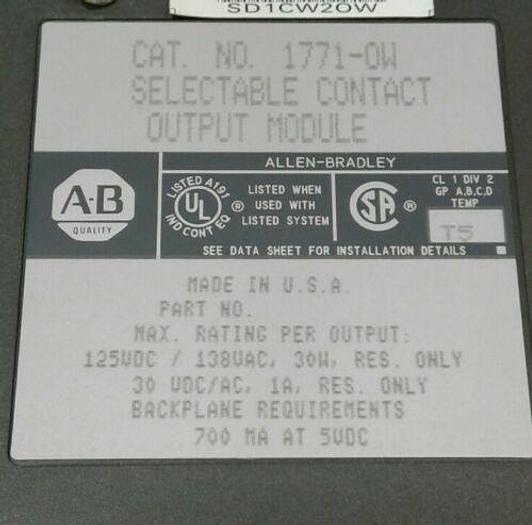 SD1CW2OW
CAT. NO. 1771-OW
SELECTABLE CONTACT
OUTPUT MODULE
ALLEN-BRADLEY
A-B
QUALITY
LISTED A191
UL
®
IND CONT EQ
LISTED WHEN
USED WITH
LISTED SYSTEM
SA
®
CL 1 DIV 2
GP A,B,C,D
TEMP
T5
SEE DATA SHEET FOR INSTALLATION DETAILS
MADE IN U.S.A.
PART NO.
MAX. RATING PER OUTPUT:
125VDC / 138VAC, 30W, RES. ONLY
30 VDC/AC, 1A, RES. ONLY
BACKPLANE REQUIREMENTS
700 MA AT 5VDC